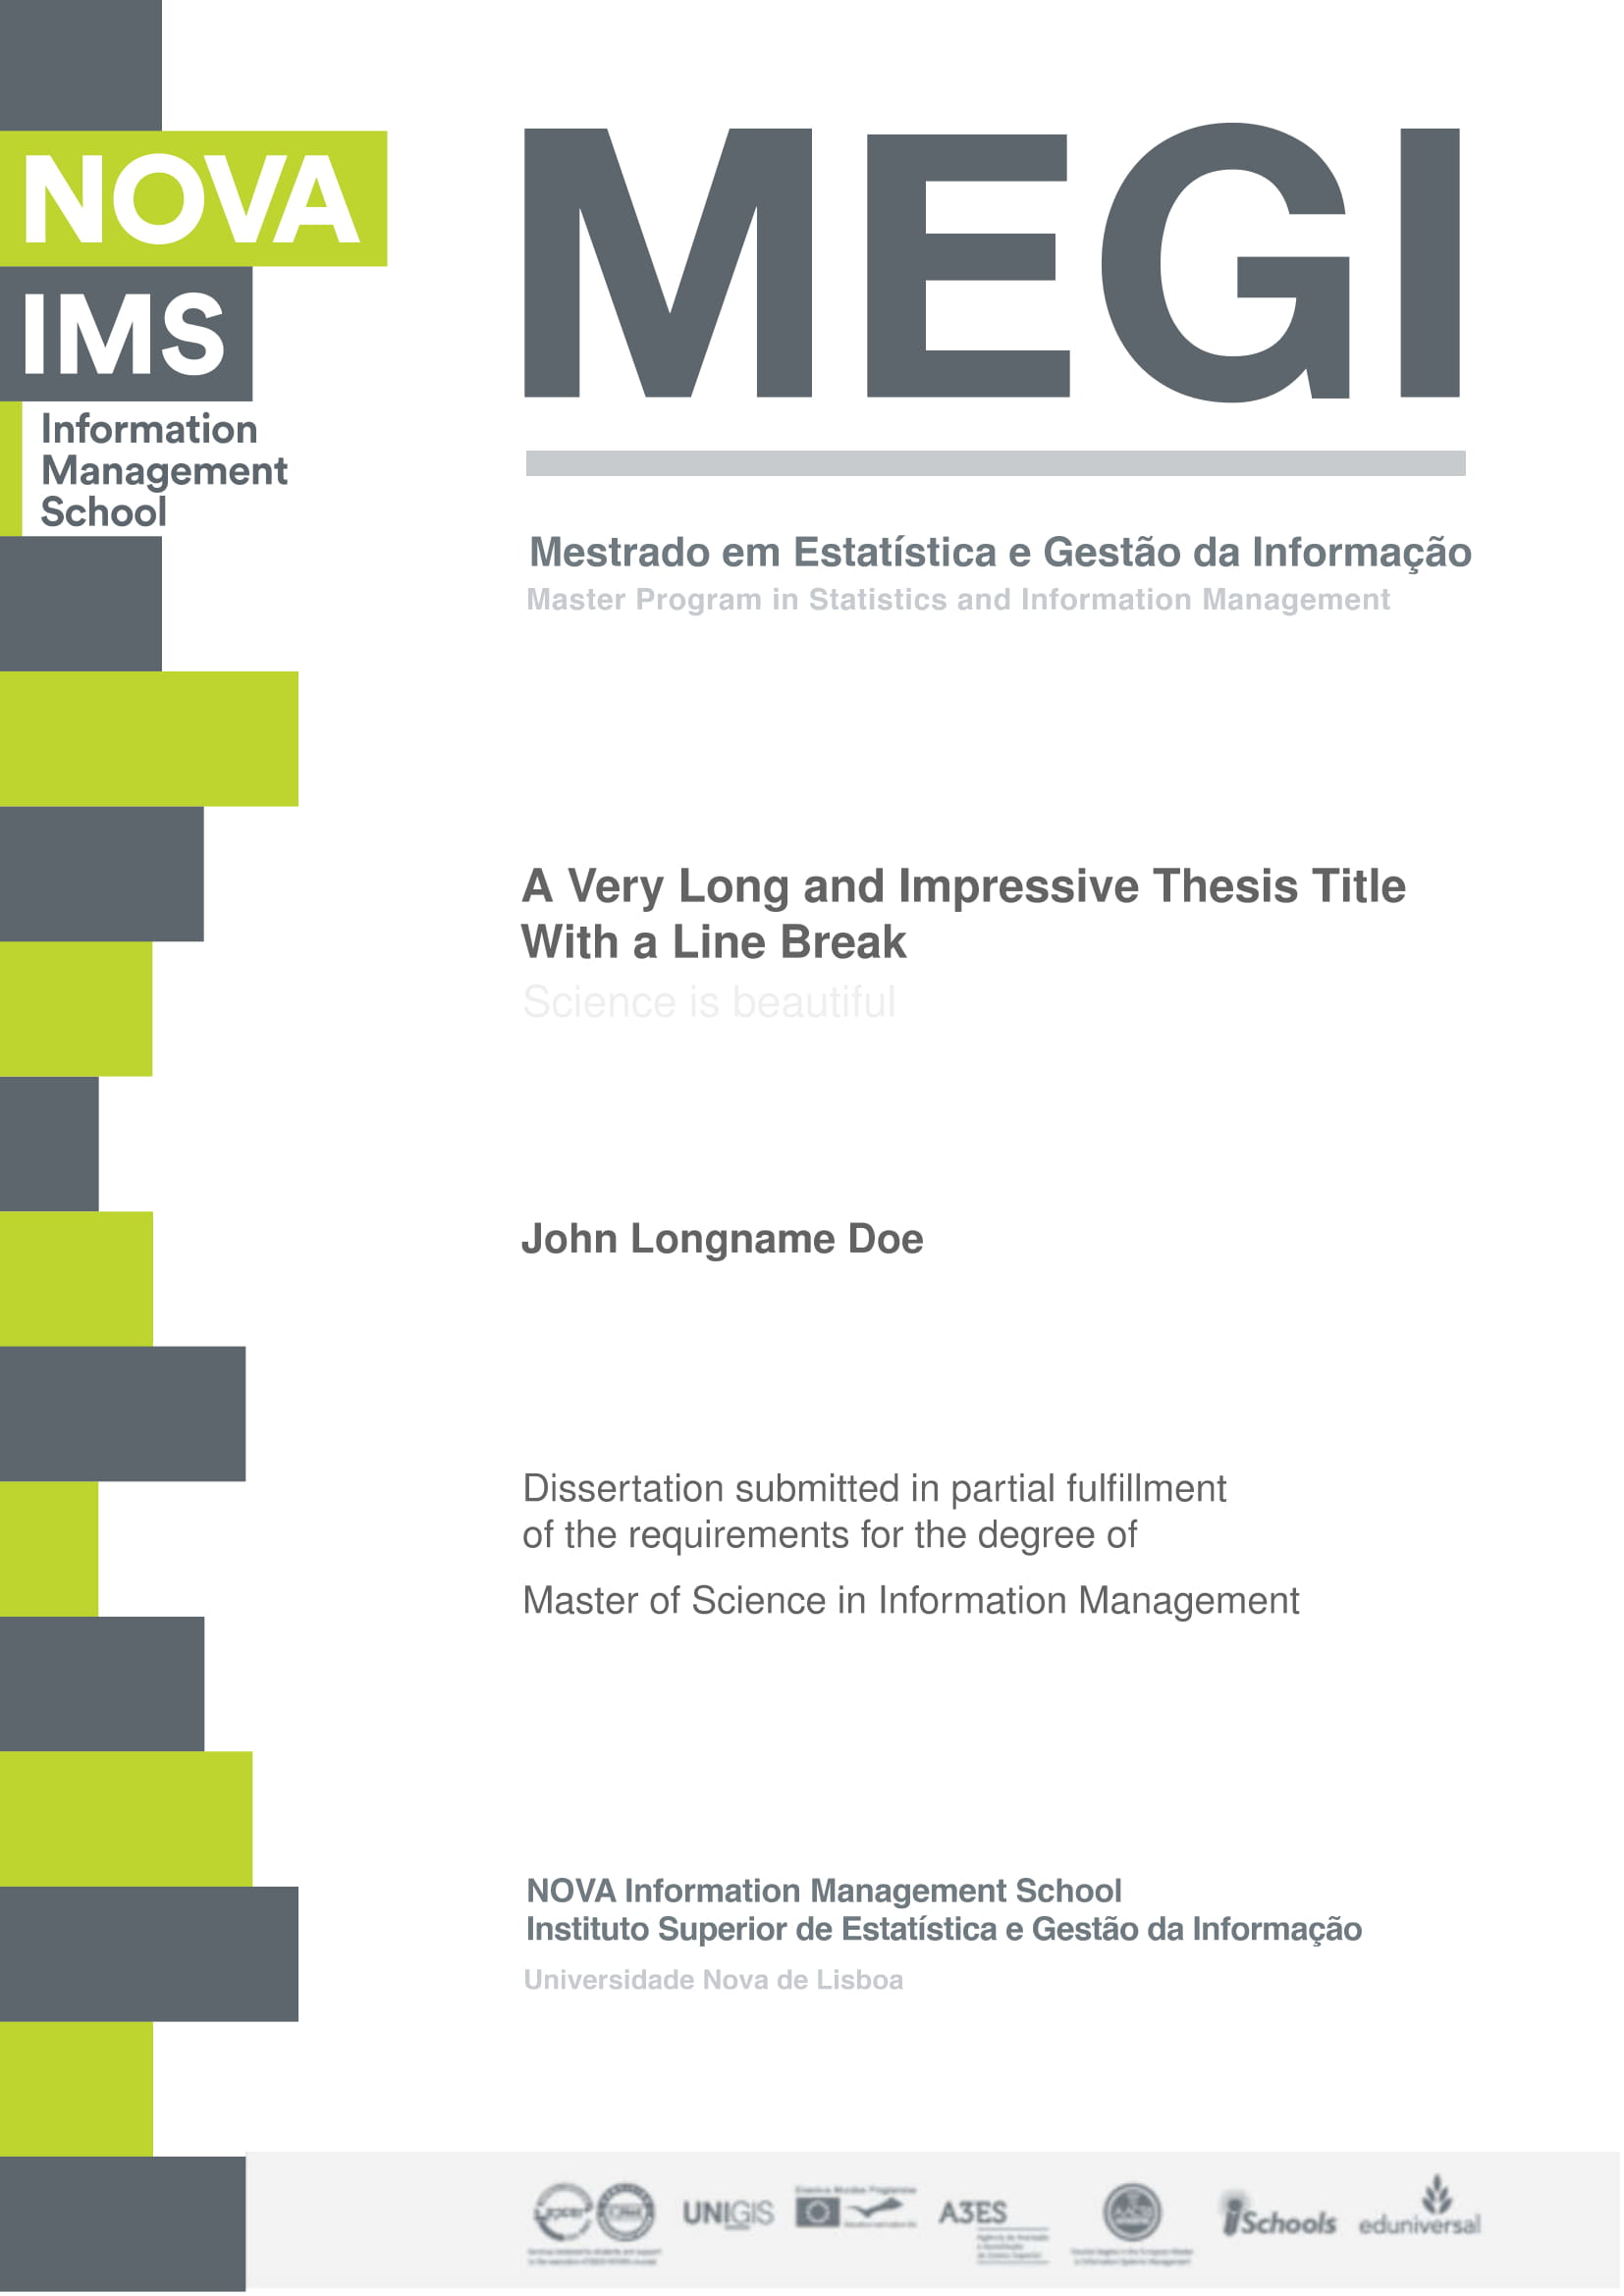 NOVA
IMS
Information
Management
School
MEGI
Mestrado em Estatística e Gestão da Informação
Master Program in Statistics and Information Management
A Very Long and Impressive Thesis Title
With a Line Break
Science is beautiful
John Longname Doe
Dissertation submitted in partial fulfillment
of the requirements for the degree of
Master of Science in Information Management
NOVA Information Management School
Instituto Superior de Estatística e Gestão da Informação
Universidade Nova de Lisboa
UNIGIS
A3ES
iSchools
eduniversal